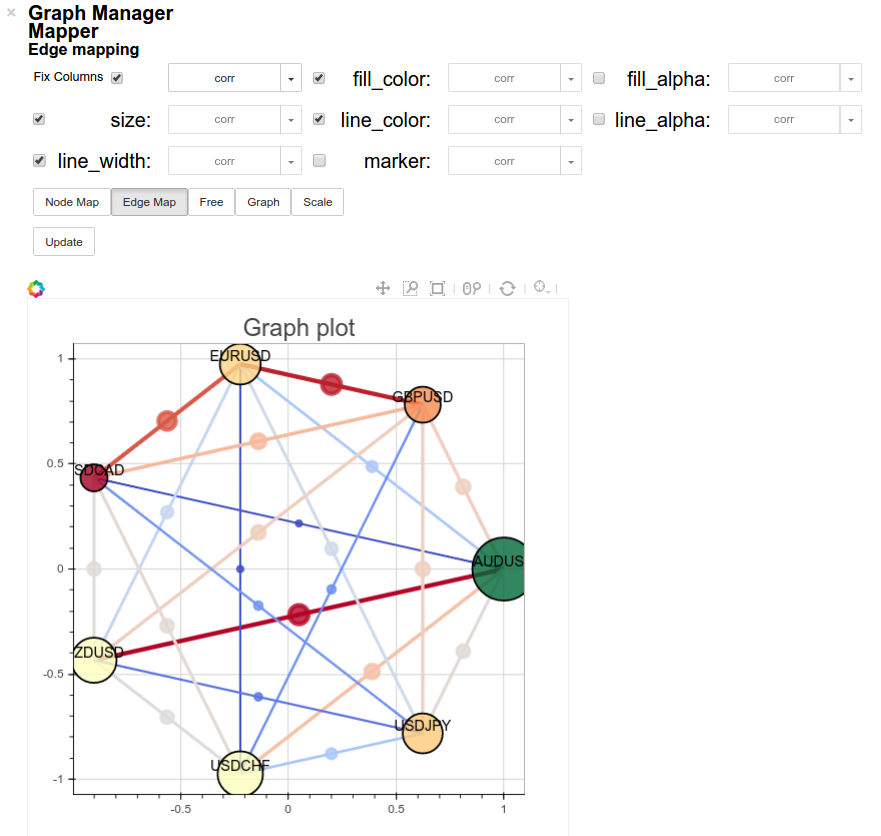 ×
Graph Manager
Mapper
Edge mapping
Fix Columns corr fill_color: corr fill_alpha: corr
size: corr line_color: corr line_alpha: corr
line_width: corr marker: corr
Node Map Edge Map Free Graph Scale
Update
Graph plot
EURUSD
1
GBPUSD
0.5
SDCAD
0
AUDUS
-0.5
ZDUSD
USDJPY
USDCHF
-1
-0.5 0 0.5 1